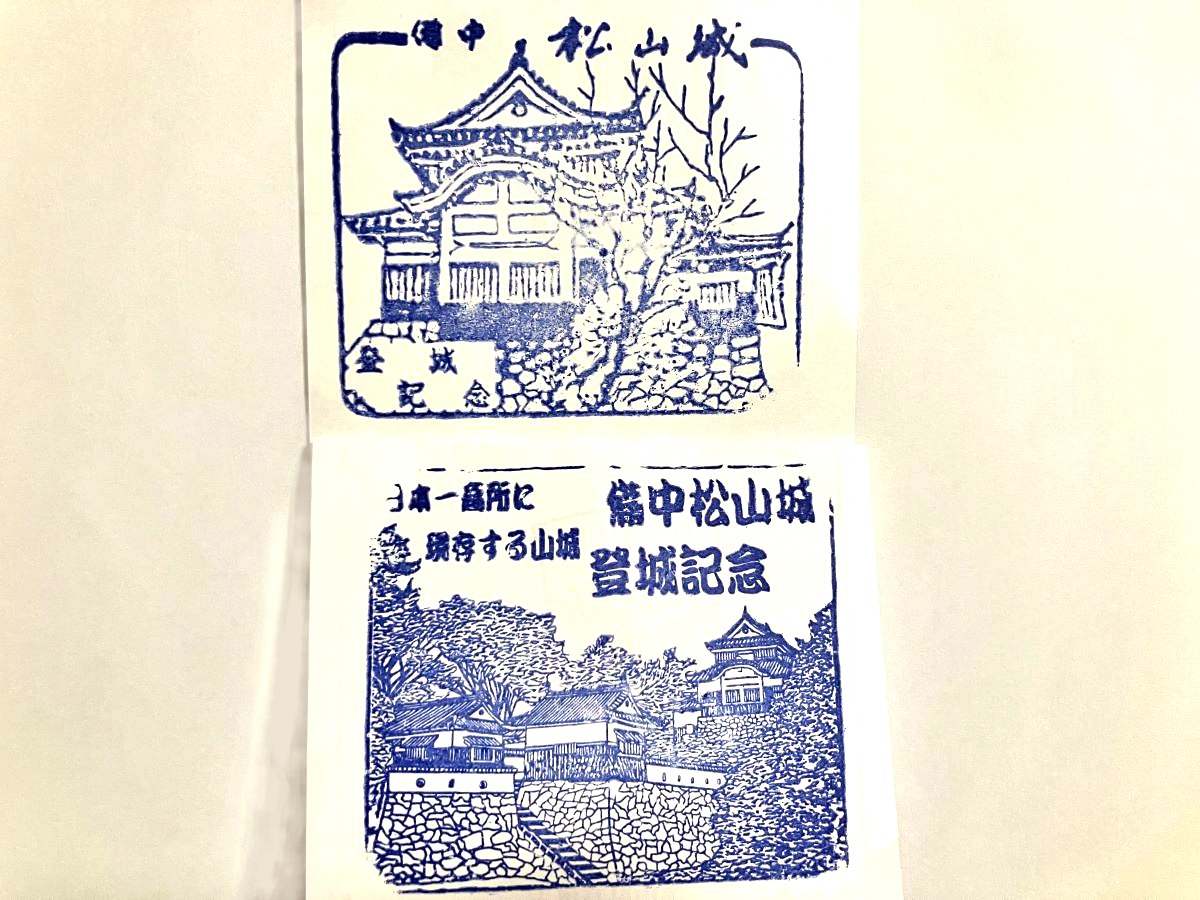 備中 松山城
登城
記念
日本一箇所に
現存する山城
備中松山城
登城記念